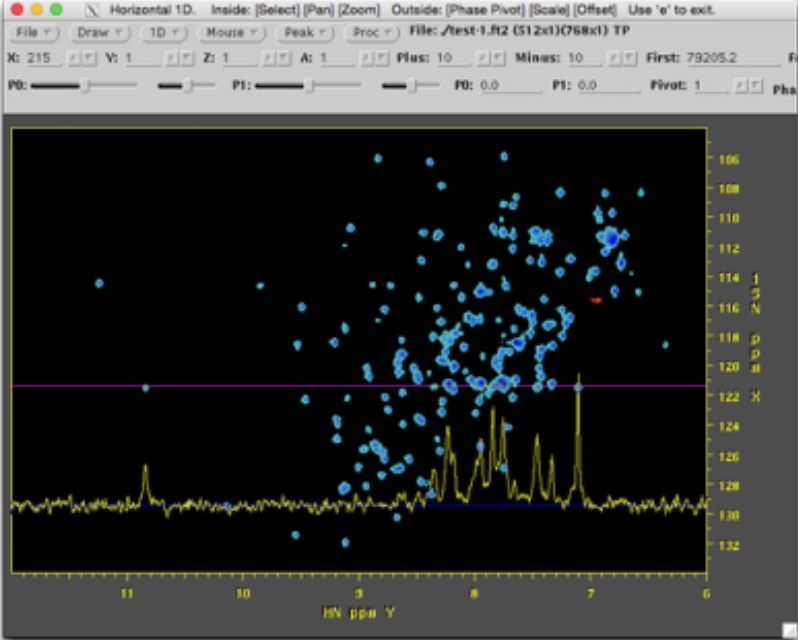 Horizontal 1D. Inside: [Select] [Pan] [Zoom] Outside: [Phase Pivot] [Scale] [Offset] Use 'e' to exit.
File Draw 1D Mouse Peak Proc File: ./test-1.ft2 (512x1)(768x1) TP
X: 215 Y: 1 Z: 1 A: 1 Plus: 10 Minus: 10 First: 79205.2
P0: P1: P0: 0.0 P1: 0.0 Pivot: 1 Pha
106
108
110
112
114
116
118
120
122
124
126
128
130
132
15N ppm X
11 10 9 8 7 6
HN ppm Y